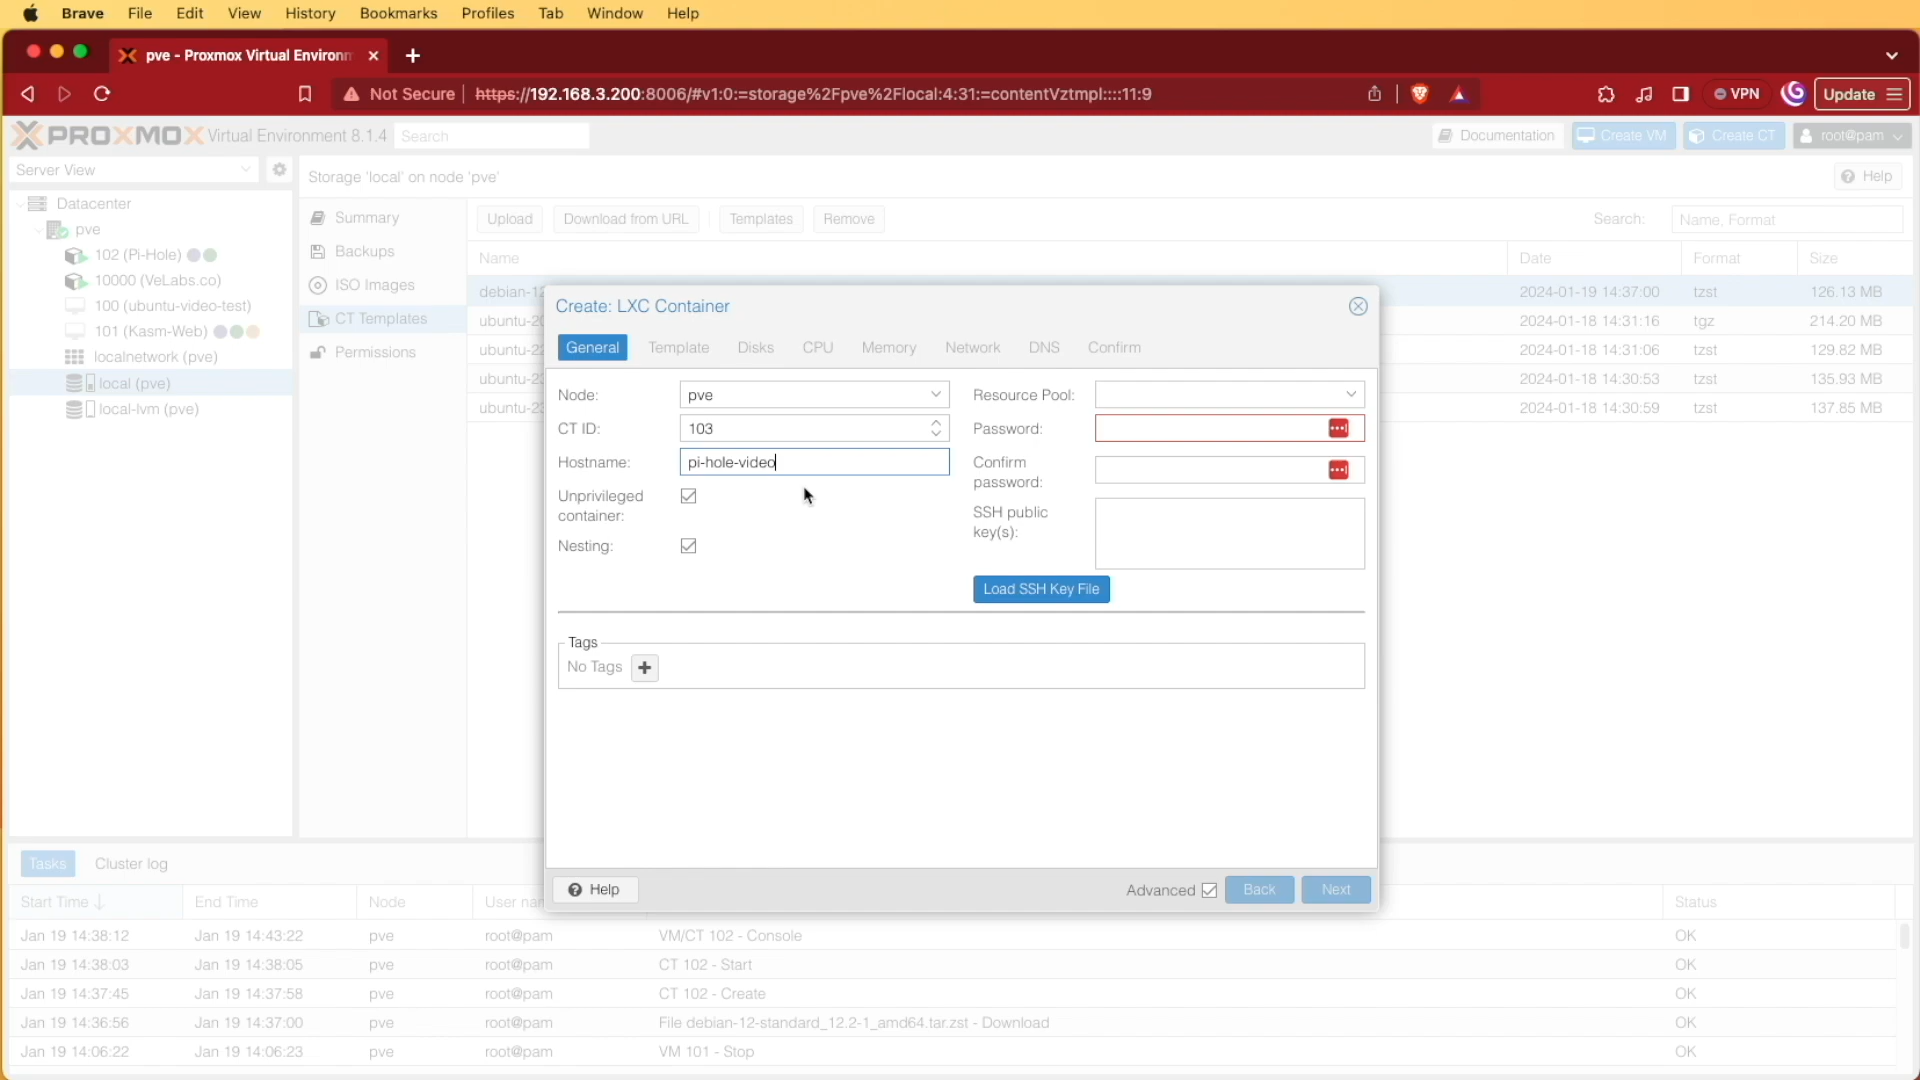 Brave File Edit View History Bookmarks Profiles Tab Window Help
pve - Proxmox Virtual Environm
Not Secure https://192.168.3.200:8006/#v1:0:=storage%2Fpve%2Flocal:4:31:=contentVztmpl::::11:9 VPN Update
PROXMOX Virtual Environment 8.1.4 Search Documentation Create VM Create CT root@pam
Server View
Storage 'local' on node 'pve' Help
Datacenter
pve
102 (Pi-Hole)
10000 (VeLabs.co)
100 (ubuntu-video-test)
101 (Kasm-Web)
localnetwork (pve)
local (pve)
local-lvm (pve)
Summary
Backups
ISO Images
CT Templates
Permissions
Upload Download from URL Templates Remove Search: Name, Format
Name Date Format Size
debian-12 2024-01-19 14:37:00 tzst 126.13 MB
2024-01-18 14:31:16 tgz 214.20 MB
2024-01-18 14:31:06 tzst 129.82 MB
2024-01-18 14:30:53 tzst 135.93 MB
2024-01-18 14:30:59 tzst 137.85 MB
Create: LXC Container
General Template Disks CPU Memory Network DNS Confirm
Node: pve
CT ID: 103
Hostname: pi-hole-video
Unprivileged
container:
Nesting:
Resource Pool:
Password:
Confirm
password:
SSH public
key(s):
Load SSH Key File
Tags
No Tags
Help Advanced Back Next
Tasks Cluster log
Start Time End Time Node User nam Status
Jan 19 14:38:12 Jan 19 14:43:22 pve root@pam VM/CT 102 - Console OK
Jan 19 14:38:03 Jan 19 14:38:05 pve root@pam CT 102 - Start OK
Jan 19 14:37:45 Jan 19 14:37:58 pve root@pam CT 102 - Create OK
Jan 19 14:36:56 Jan 19 14:37:00 pve root@pam File debian-12-standard_12.2-1_amd64.tar.zst - Download OK
Jan 19 14:06:22 Jan 19 14:06:23 pve root@pam VM 101 - Stop OK